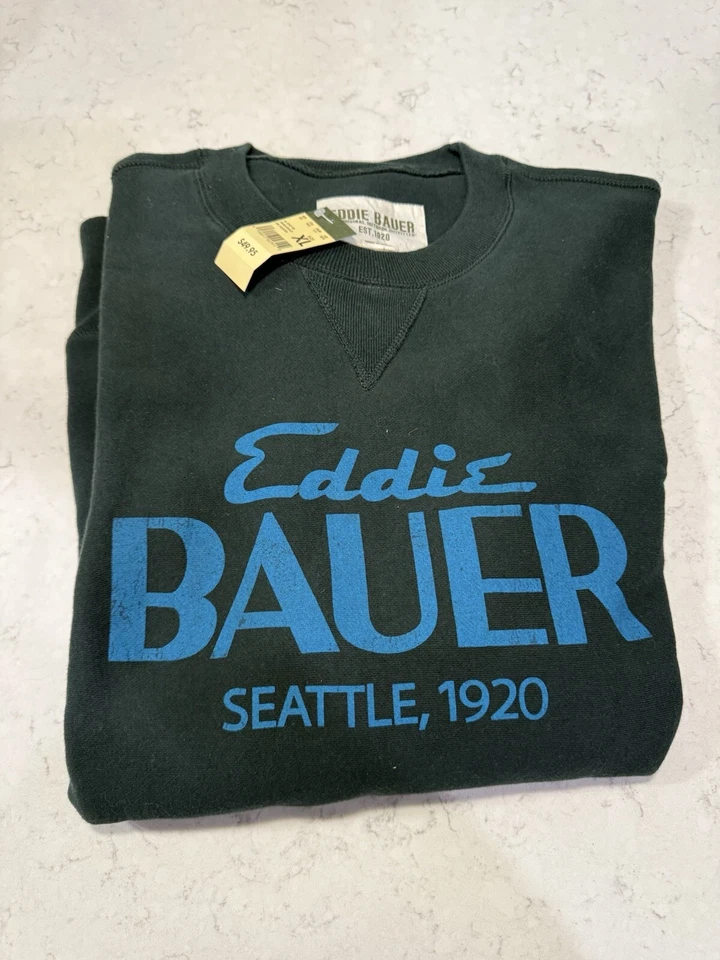 EDDIE BAUER
EST. 1920
XL
$49.95
Eddie
BAUER
SEATTLE, 1920